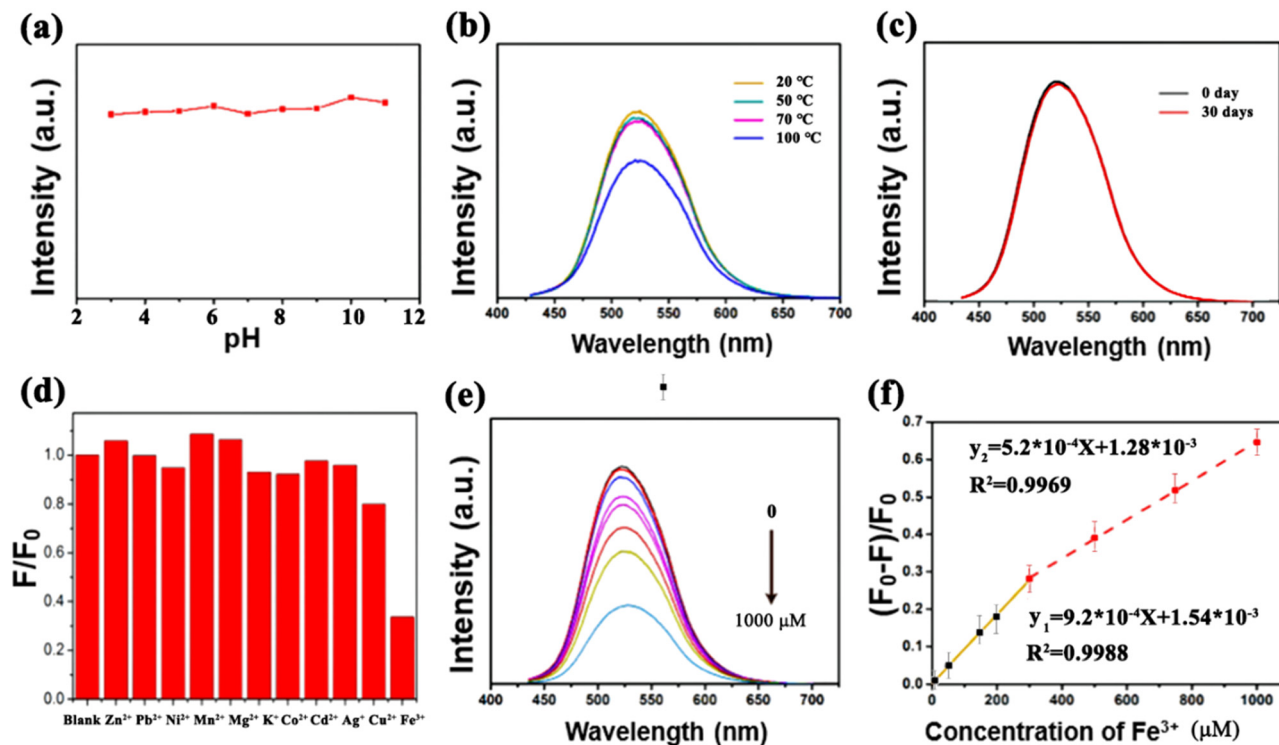 (a)
Intensity (a.u.)
2 4 6 8 10 12
pH
(b)
Intensity (a.u.)
20 °C
50 °C
70 °C
100 °C
400 450 500 550 600 650 700
Wavelength (nm)
(c)
Intensity (a.u.)
0 day
30 days
400 450 500 550 600 650 700
Wavelength (nm)
(d)
F/F₀
1.0
0.8
0.6
0.4
0.2
0.0
Blank Zn²⁺ Pb²⁺ Ni²⁺ Mn²⁺ Mg²⁺ K⁺ Co²⁺ Cd²⁺ Ag⁺ Cu²⁺ Fe³⁺
(e)
Intensity (a.u.)
0
1000 μM
400 450 500 550 600 650 700
Wavelength (nm)
(f)
(F₀-F)/F₀
0.7
0.6
0.5
0.4
0.3
0.2
0.1
0.0
y₂=5.2*10⁻⁴X+1.28*10⁻³
R²=0.9969
y₁=9.2*10⁻⁴X+1.54*10⁻³
R²=0.9988
0 200 400 600 800 1000
Concentration of Fe³⁺ (μM)